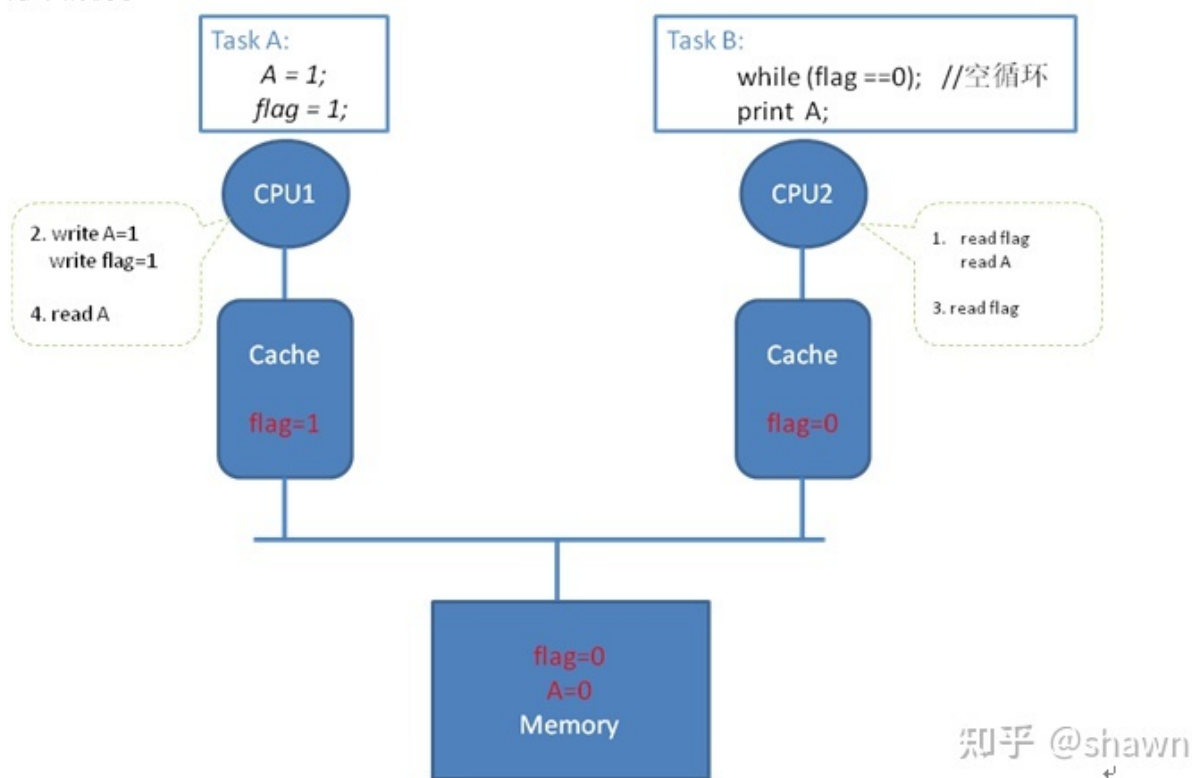 Task A:
A = 1;
flag = 1;
Task B:
while (flag ==0); //空循环
print A;
CPU1
CPU2
2. write A=1
write flag=1
4. read A
1. read flag
read A
3. read flag
Cache
flag=1
Cache
flag=0
flag=0
A=0
Memory
知乎 @shawn